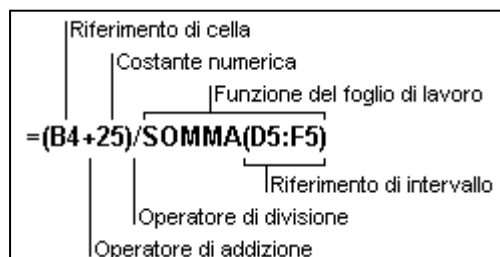 Riferimento di cella
Costante numerica
Funzione del foglio di lavoro
=(B4+25)/SOMMA(D5:F5)
Riferimento di intervallo
Operatore di divisione
Operatore di addizione